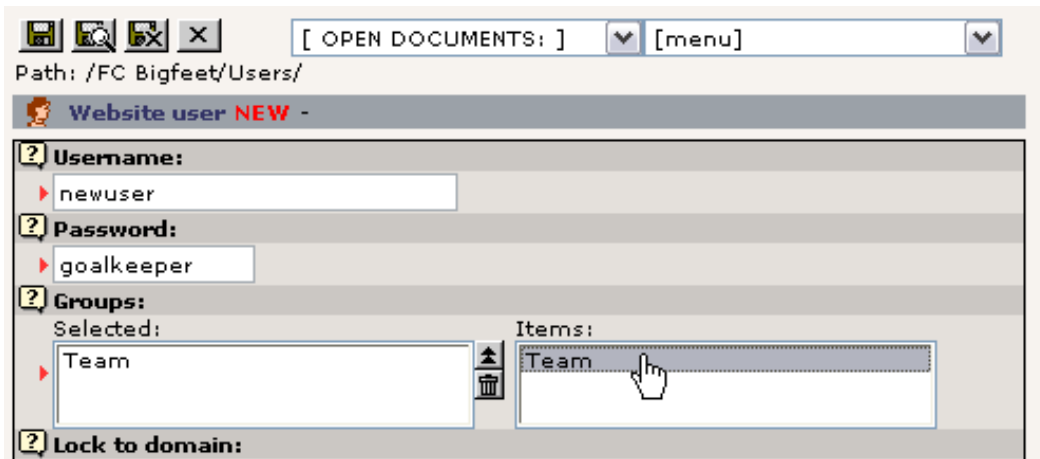 [ OPEN DOCUMENTS: ] [menu]
Path: /FC Bigfeet/Users/
Website user NEW -
? Username:
newuser
? Password:
goalkeeper
? Groups:
Selected: Items:
Team Team
? Lock to domain: